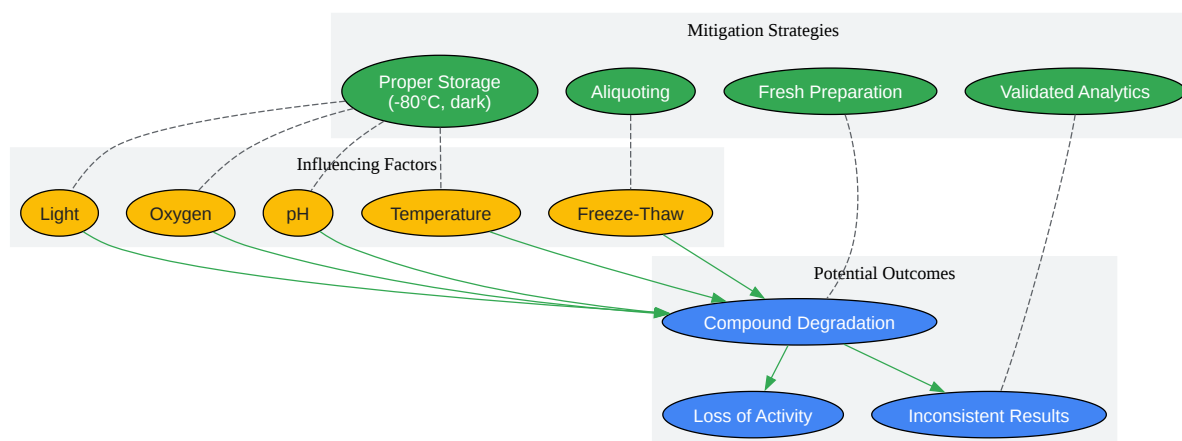 Mitigation Strategies
Proper Storage
(-80°C, dark)
Aliquoting
Fresh Preparation
Validated Analytics
Influencing Factors
Light
Oxygen
pH
Temperature
Freeze-Thaw
Potential Outcomes
Compound Degradation
Loss of Activity
Inconsistent Results